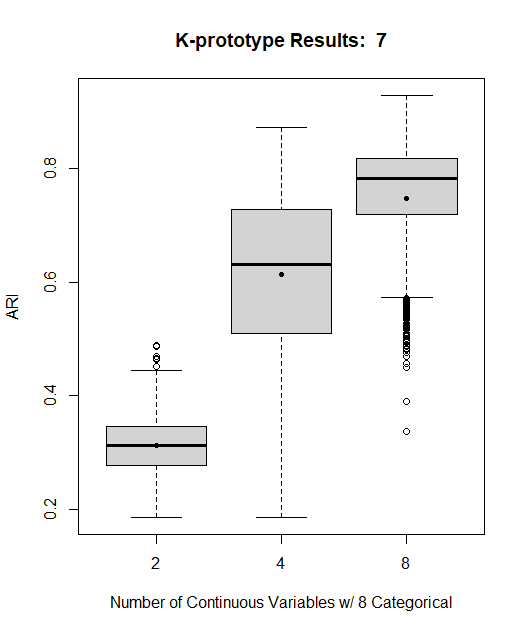 K-prototype Results:  7
ARI
0.8
0.6
0.4
0.2
2 4 8
Number of Continuous Variables w/ 8 Categorical